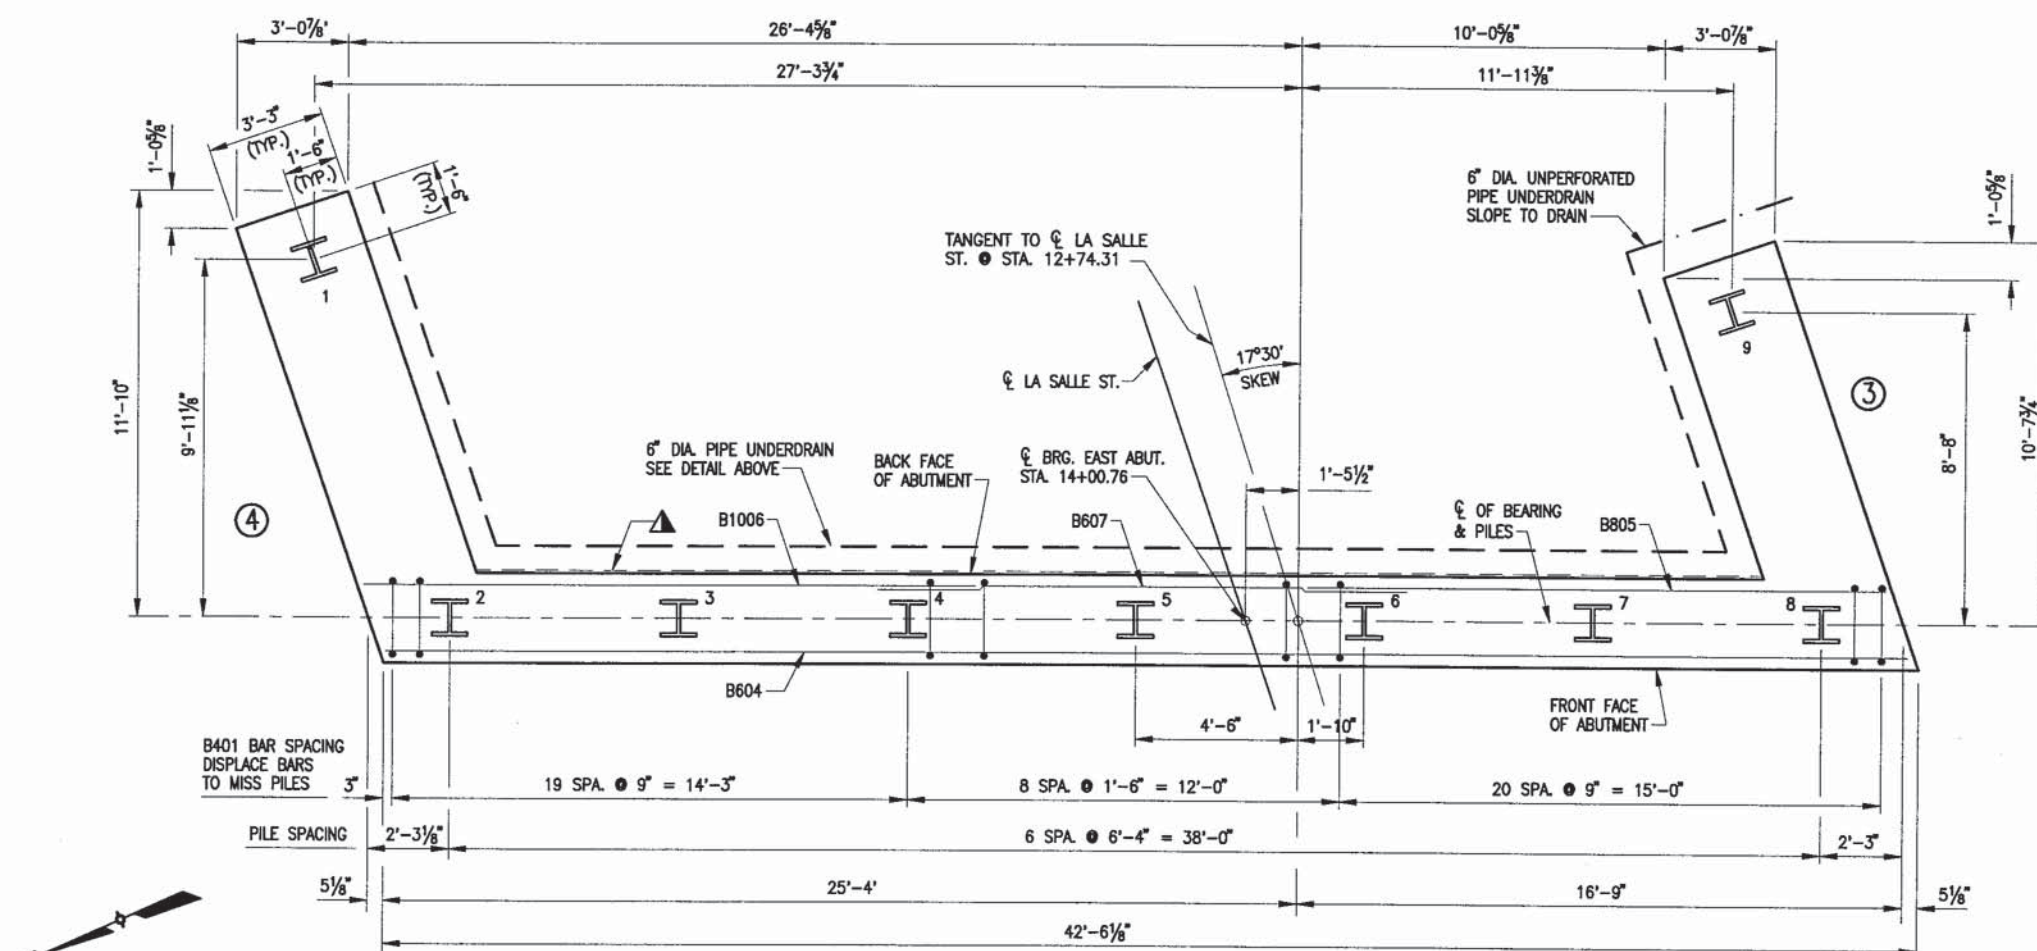 3'-0⅞'
26'-4⅝"
10'-0⅝"
3'-0⅞"
27'-3¾"
11'-11⅜"
3'-3"
(TYP.)
1'-6"
(TYP.)
1'-6"
(TYP.)
1'-0⅝"
1
11'-10"
9'-11⅛"
4
6" DIA. UNPERFORATED
PIPE UNDERDRAIN
SLOPE TO DRAIN
1'-0⅝"
TANGENT TO ℄ LA SALLE
ST. @ STA. 12+74.31
17°30'
SKEW
℄ LA SALLE ST.
9
3
8'-8"
10'-7¾"
6" DIA. PIPE UNDERDRAIN
SEE DETAIL ABOVE
BACK FACE
OF ABUTMENT
℄ BRG. EAST ABUT.
STA. 14+00.76
1'-5½"
℄ OF BEARING
& PILES
B1006
B607
B805
2
3
4
5
6
7
8
B604
FRONT FACE
OF ABUTMENT
4'-6"
1'-10"
B401 BAR SPACING
DISPLACE BARS
TO MISS PILES
3"
19 SPA. @ 9" = 14'-3"
8 SPA. @ 1'-6" = 12'-0"
20 SPA. @ 9" = 15'-0"
PILE SPACING
2'-3⅛"
6 SPA. @ 6'-4" = 38'-0"
2'-3"
5⅛"
25'-4'
16'-9"
5⅛"
42'-6⅛"